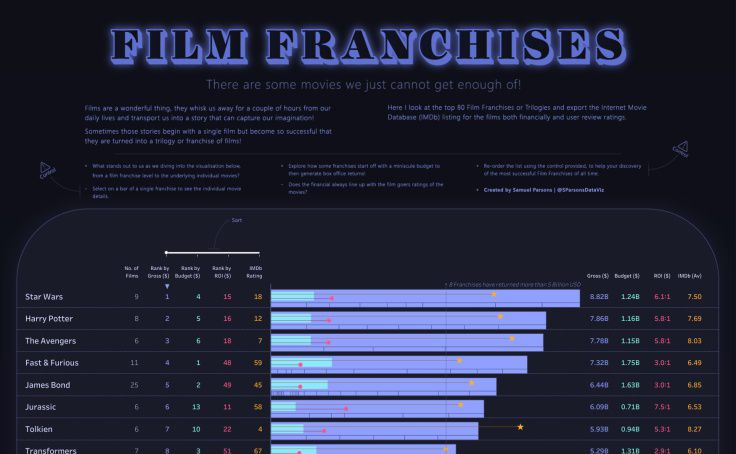 FILM FRANCHISES
There are some movies we just cannot get enough of!
Films are a wonderful thing, they whisk us away for a couple of hours from our
daily lives and transport us into a story that can capture our imagination!
Sometimes those stories begin with a single film but become so successful that
they are turned into a trilogy or franchise of films!
Here I look at the top 80 Film Franchises or Trilogies and export the Internet Movie
Database (IMDb) listing for the films both financially and user review ratings.
Control
• What stands out to us as we diving into the visualisation below,
from a film franchise level to the underlying individual movies?
• Select on a bar of a single franchise to see the individual movie
details.
• Explore how some franchises start off with a miniscule budget to
then generate box office returns!
• Does the financial always line up with the film goers ratings of the
movies?
• Re-order the list using the control provided, to help your discovery
of the most successful Film Franchises of all time.
• Created by Samuel Parsons | @SParsonsDataViz
Control
Sort
No. of Films Rank by Gross ($) Rank by Budget ($) Rank by ROI ($) IMDb Rating Gross ($) Budget ($) ROI ($) IMDb (Av)
↑ 8 Franchises have returned more than 5 Billion USD
Star Wars 9 1 4 15 18 8.82B 1.24B 6.1:1 7.50
Harry Potter 8 2 5 16 12 7.86B 1.16B 5.8:1 7.69
The Avengers 6 3 6 18 7 7.78B 1.15B 5.8:1 8.03
Fast & Furious 11 4 1 48 59 7.32B 1.75B 3.0:1 6.49
James Bond 25 5 2 49 45 6.44B 1.63B 3.0:1 6.85
Jurassic 6 6 13 11 58 6.09B 0.71B 7.5:1 6.53
Tolkien 6 7 10 22 4 5.93B 0.94B 5.3:1 8.27
Transformers 7 8 3 51 67 5.29B 1.31B 2.9:1 6.10